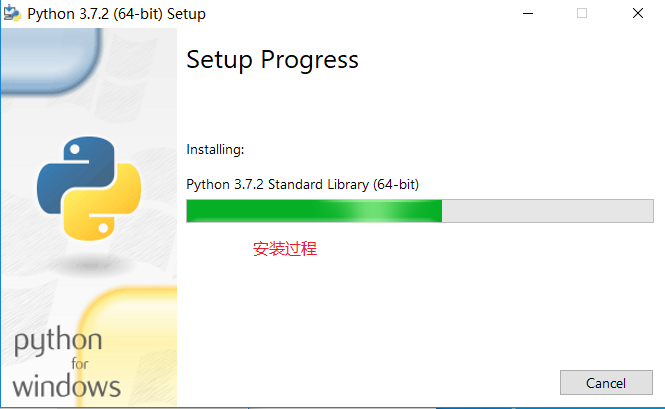 Python 3.7.2 (64-bit) Setup
Setup Progress
Installing:
Python 3.7.2 Standard Library (64-bit)
安装过程
python
for
windows
Cancel